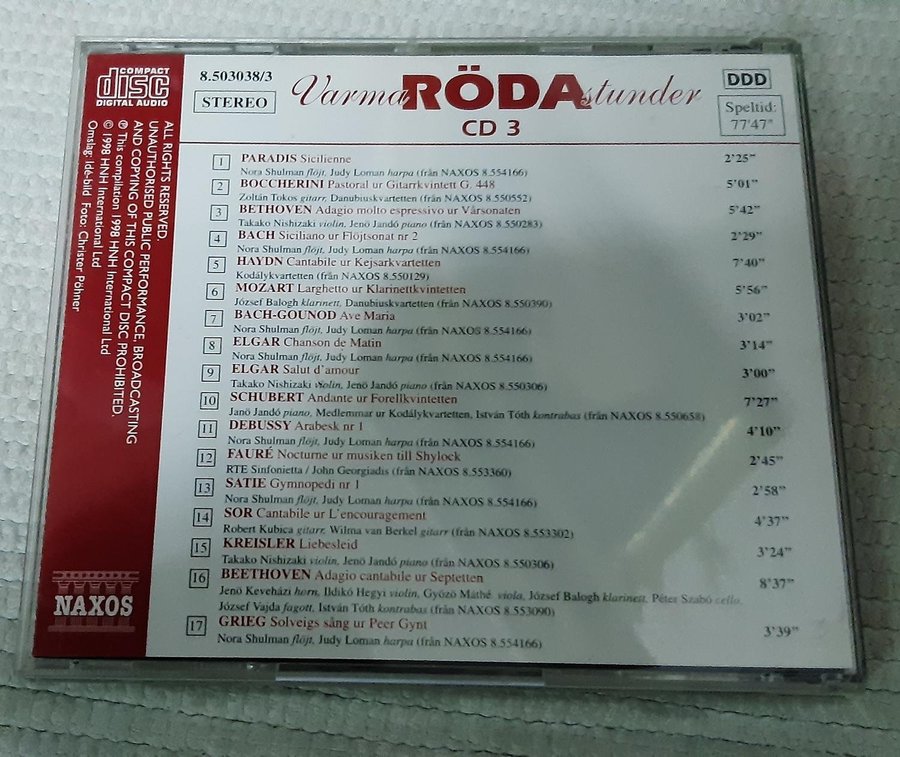 COMPACT
disc
DIGITAL AUDIO
ALL RIGHTS RESERVED.
UNAUTHORISED PUBLIC PERFORMANCE, BROADCASTING
AND COPYING OF THIS COMPACT DISC PROHIBITED.
℗ This compilation 1998 HNH International Ltd
© 1998 HNH International Ltd
Omslag: Idé-bild Foto: Christer Pöhner
NAXOS
8.503038/3
STEREO
Varma RÖDA stunder
CD 3
DDD
Speltid:
77'47"
1 PARADIS Sicilienne 2'25"
Nora Shulman flöjt, Judy Loman harpa (från NAXOS 8.554166)
2 BOCCHERINI Pastoral ur Gitarrkvintett G. 448 5'01"
Zoltán Tokos gitarr, Danubiuskvartetten (från NAXOS 8.550552)
3 BETHOVEN Adagio molto espressivo ur Vårsonaten 5'42"
Takako Nishizaki violin, Jenö Jandó piano (från NAXOS 8.550283)
4 BACH Siciliano ur Flöjtsonat nr 2 2'29"
Nora Shulman flöjt, Judy Loman harpa (från NAXOS 8.554166)
5 HAYDN Cantabile ur Kejsarkvartetten 7'40"
Kodálykvartetten (från NAXOS 8.550129)
6 MOZART Larghetto ur Klarinettkvintetten 5'56"
József Balogh klarinett, Danubiuskvartetten (från NAXOS 8.550390)
7 BACH-GOUNOD Ave Maria 3'02"
Nora Shulman flöjt, Judy Loman harpa (från NAXOS 8.554166)
8 ELGAR Chanson de Matin 3'14"
Nora Shulman flöjt, Judy Loman harpa (från NAXOS 8.554166)
9 ELGAR Salut d'amour 3'00"
Takako Nishizaki violin, Jenö Jandó piano (från NAXOS 8.550306)
10 SCHUBERT Andante ur Forellkvintetten 7'27"
Janö Jandó piano, Medlemmar ur Kodálykvartetten, István Tóth kontrabas (från NAXOS 8.550658)
11 DEBUSSY Arabesk nr 1 4'10"
Nora Shulman flöjt, Judy Loman harpa (från NAXOS 8.554166)
12 FAURÉ Nocturne ur musiken till Shylock 2'45"
RTE Sinfonietta / John Georgiadis (från NAXOS 8.553360)
13 SATIE Gymnopedi nr 1 2'58"
Nora Shulman flöjt, Judy Loman harpa (från NAXOS 8.554166)
14 SOR Cantabile ur L'encouragement 4'37"
Robert Kubica gitarr, Wilma van Berkel gitarr (från NAXOS 8.553302)
15 KREISLER Liebesleid 3'24"
Takako Nishizaki violin, Jenö Jandó piano (från NAXOS 8.550306)
16 BEETHOVEN Adagio cantabile ur Septetten 8'37"
Jenö Keveházi horn, Ildikó Hegyi violin, Győző Máthé viola, József Balogh klarinett, Péter Szabó cello,
József Vajda fagott, István Tóth kontrabas (från NAXOS 8.553090)
17 GRIEG Solveigs sång ur Peer Gynt 3'39"
Nora Shulman flöjt, Judy Loman harpa (från NAXOS 8.554166)